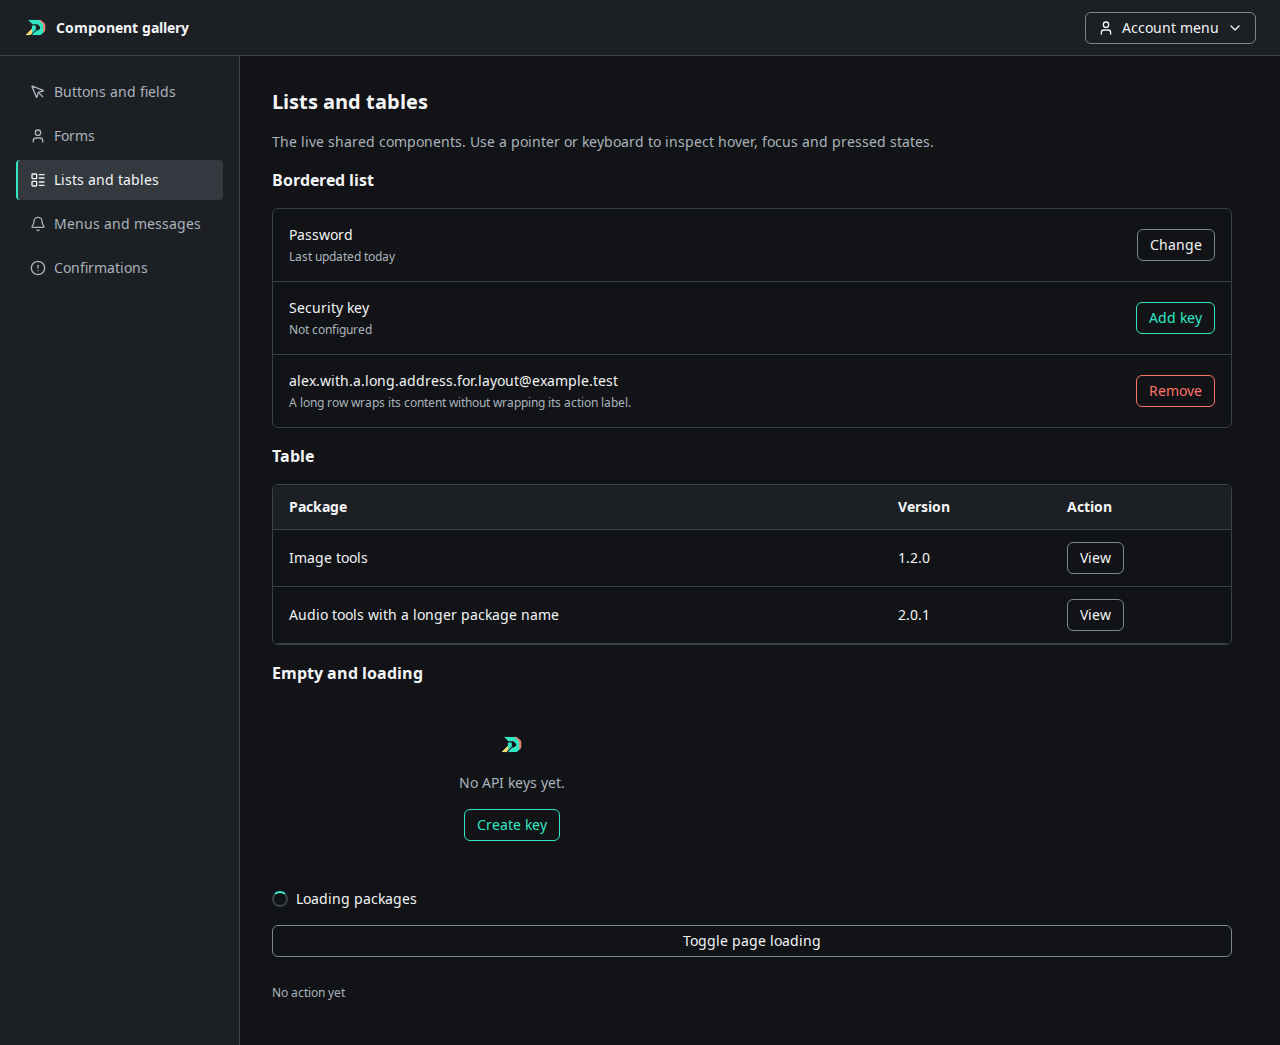 Component gallery
Account menu
Buttons and fields
Forms
Lists and tables
Menus and messages
Confirmations
Lists and tables
The live shared components. Use a pointer or keyboard to inspect hover, focus and pressed states.
Bordered list
Password
Last updated today
Change
Security key
Not configured
Add key
alex.with.a.long.address.for.layout@example.test
A long row wraps its content without wrapping its action label.
Remove
Table
Package Version Action
Image tools 1.2.0 View
Audio tools with a longer package name 2.0.1 View
Empty and loading
No API keys yet.
Create key
Loading packages
Toggle page loading
No action yet